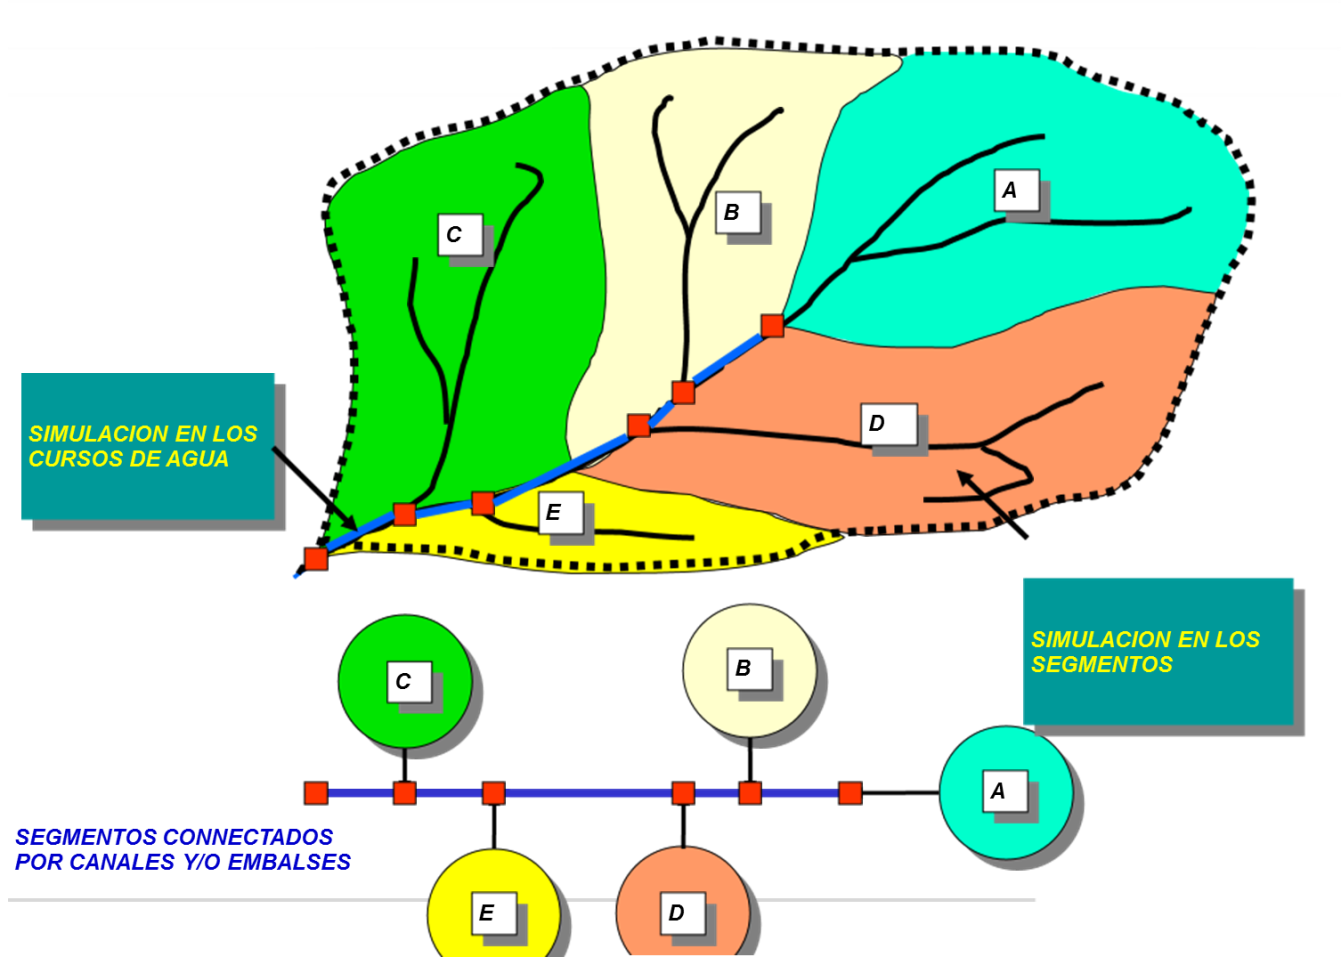 A
B
C
D
SIMULACION EN LOS
CURSOS DE AGUA
E
SIMULACION EN LOS
SEGMENTOS
C
B
A
SEGMENTOS CONNECTADOS
POR CANALES Y/O EMBALSES
E
D